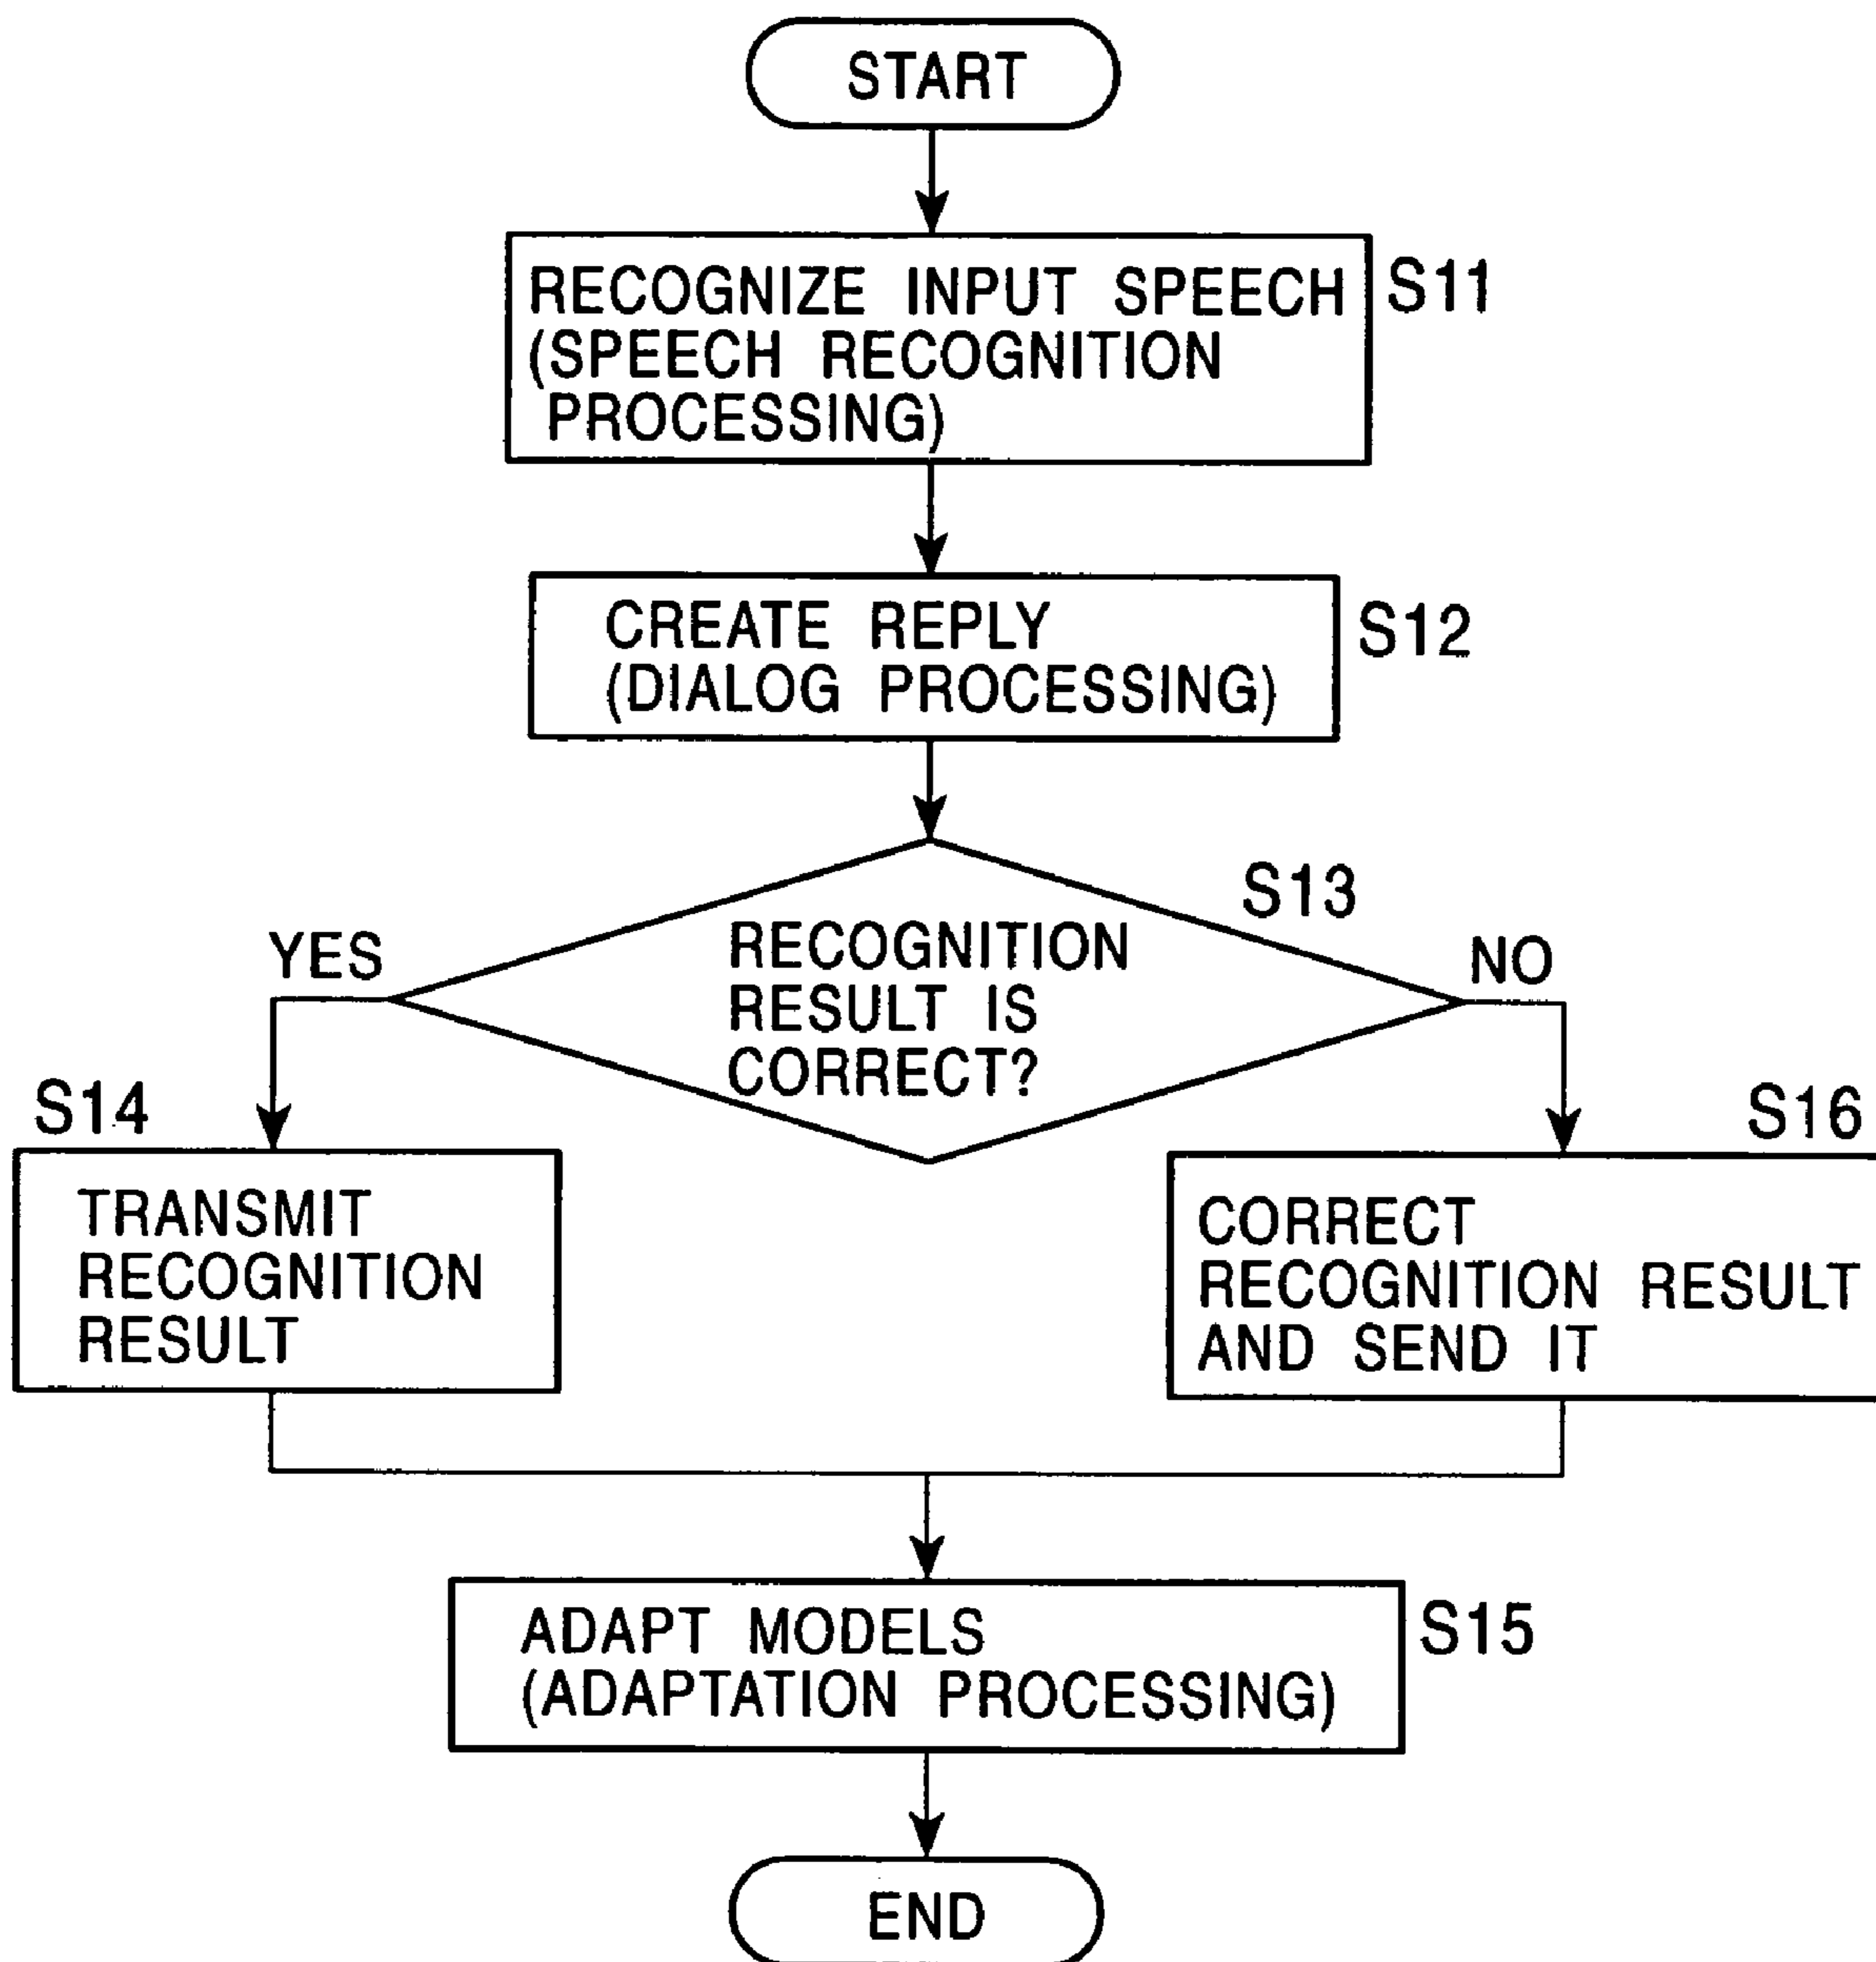 START
RECOGNIZE INPUT SPEECH
(SPEECH RECOGNITION
PROCESSING)
S11
CREATE REPLY
(DIALOG PROCESSING)
S12
S13
RECOGNITION
RESULT IS
CORRECT?
YES
NO
S14
TRANSMIT
RECOGNITION
RESULT
S16
CORRECT
RECOGNITION RESULT
AND SEND IT
ADAPT MODELS
(ADAPTATION PROCESSING)
S15
END